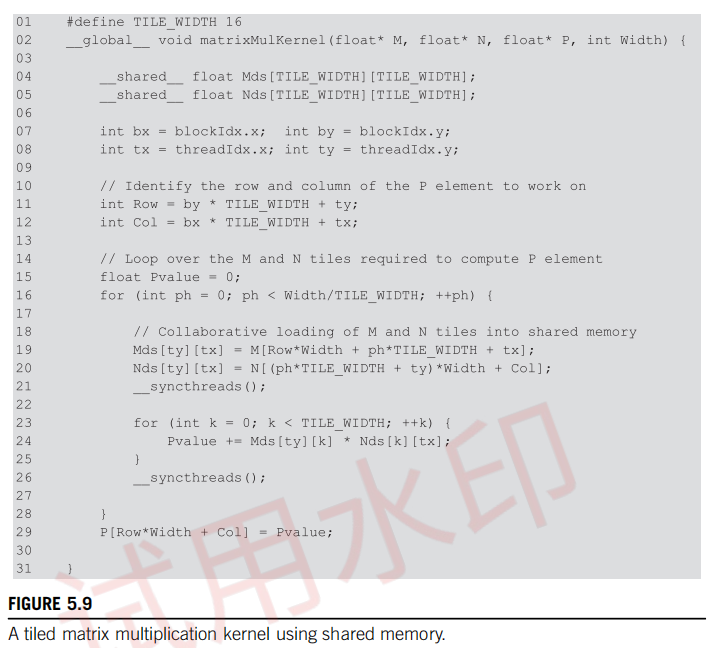 01 #define TILE_WIDTH 16
02 __global__ void matrixMulKernel(float* M, float* N, float* P, int Width) {
03
04 __shared__ float Mds[TILE_WIDTH][TILE_WIDTH];
05 __shared__ float Nds[TILE_WIDTH][TILE_WIDTH];
06
07 int bx = blockIdx.x; int by = blockIdx.y;
08 int tx = threadIdx.x; int ty = threadIdx.y;
09
10 // Identify the row and column of the P element to work on
11 int Row = by * TILE_WIDTH + ty;
12 int Col = bx * TILE_WIDTH + tx;
13
14 // Loop over the M and N tiles required to compute P element
15 float Pvalue = 0;
16 for (int ph = 0; ph < Width/TILE_WIDTH; ++ph) {
17
18 // Collaborative loading of M and N tiles into shared memory
19 Mds[ty][tx] = M[Row*Width + ph*TILE_WIDTH + tx];
20 Nds[ty][tx] = N[(ph*TILE_WIDTH + ty)*Width + Col];
21 __syncthreads();
22
23 for (int k = 0; k < TILE_WIDTH; ++k) {
24 Pvalue += Mds[ty][k] * Nds[k][tx];
25 }
26 __syncthreads();
27
28 }
29 P[Row*Width + Col] = Pvalue;
30
31 }
试用水印
FIGURE 5.9
A tiled matrix multiplication kernel using shared memory.